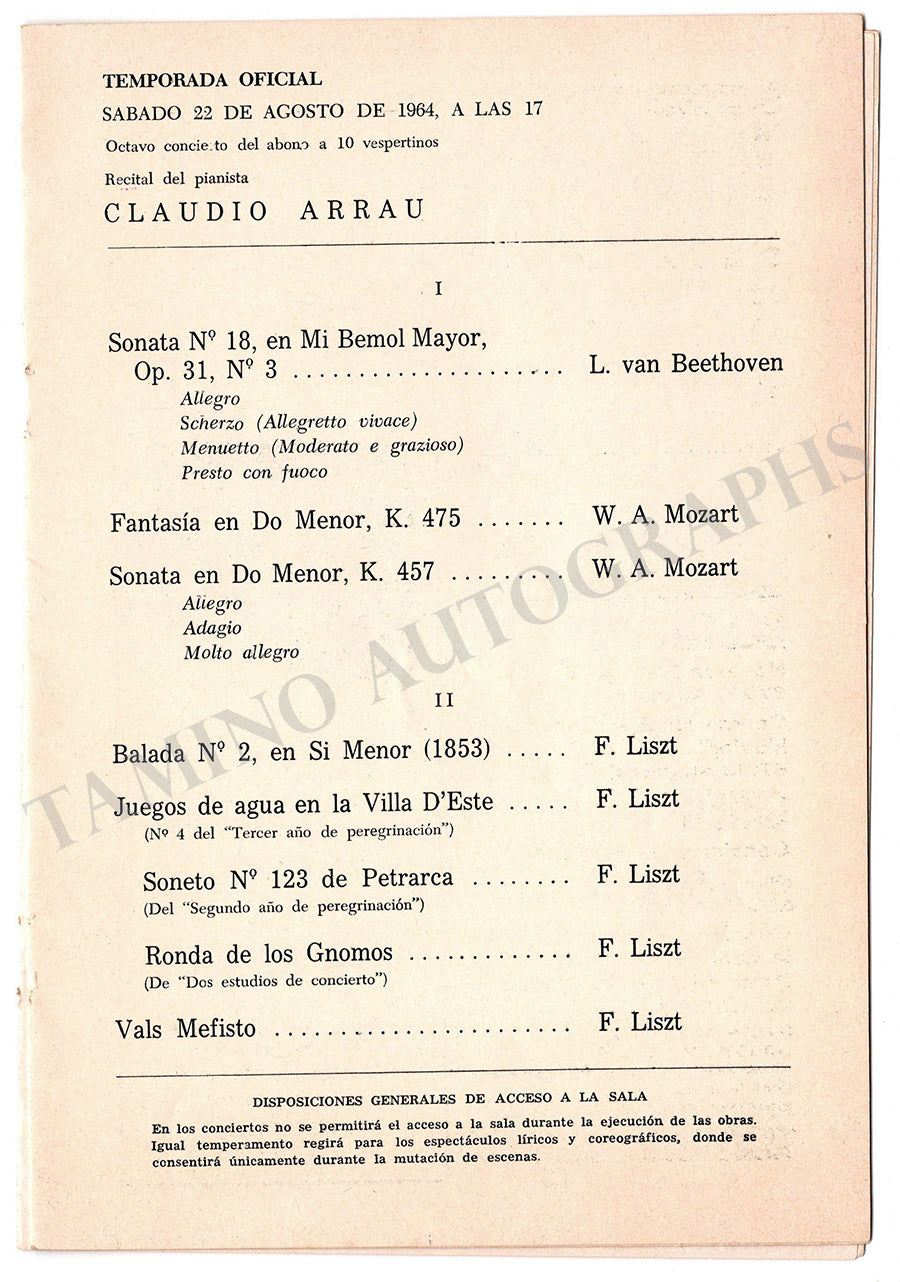 TEMPORADA OFICIAL
SABADO 22 DE AGOSTO DE 1964, A LAS 17
Octavo concie.to del abono a 10 vespertinos
Recital del pianista
CLAUDIO ARRAU
I
Sonata Nº 18, en Mi Bemol Mayor,
Op. 31, Nº 3 ..................... L. van Beethoven
Allegro
Scherzo (Allegretto vivace)
Menuetto (Moderato e grazioso)
Presto con fuoco
Fantasía en Do Menor, K. 475 ....... W. A. Mozart
Sonata en Do Menor, K. 457 ......... W. A. Mozart
Allegro
Adagio
Molto allegro
II
Balada Nº 2, en Si Menor (1853) ..... F. Liszt
Juegos de agua en la Villa D'Este ..... F. Liszt
(Nº 4 del "Tercer año de peregrinación")
Soneto Nº 123 de Petrarca ........ F. Liszt
(Del "Segundo año de peregrinación")
Ronda de los Gnomos ............. F. Liszt
(De "Dos estudios de concierto")
Vals Mefisto ....................... F. Liszt
DISPOSICIONES GENERALES DE ACCESO A LA SALA
En los conciertos no se permitirá el acceso a la sala durante la ejecución de las obras.
Igual temperamento regirá para los espectáculos líricos y coreográficos, donde se
consentirá únicamente durante la mutación de escenas.
TAMINO AUTOGRAPHS